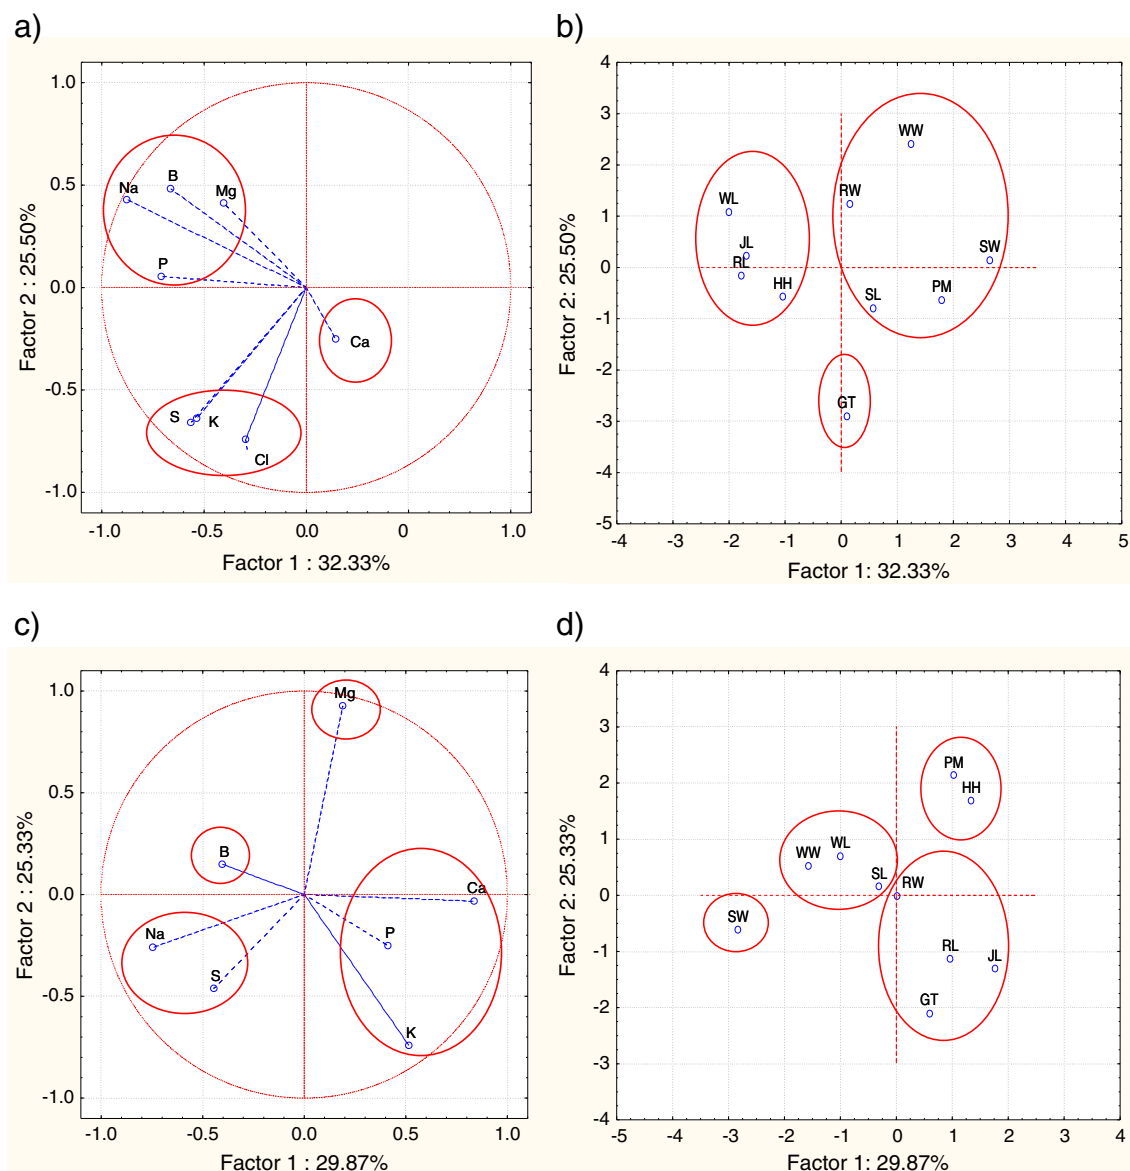 a)
1.0
0.5
0.0
-0.5
-1.0
Na
B
Mg
P
Ca
S
K
Cl
-1.0
-0.5
0.0
0
1.0
Factor 1 : 32.33%
Factor 2 : 25.50%
b)
4
3
2
1
0
-1
-2
-3
-4
-5
WW
RW
WL
JL
RL
HH
SW
SL
PM
GT
-4
-3
-2
-1
0
1
2
3
4
5
Factor 1: 32.33%
Factor 2: 25.50%
c)
1.0
0.5
0.0
-0.5
-1.0
Mg
B
Ca
Na
P
S
K
-1.0
-0.5
0.0
0.5
1.0
Factor 1 : 29.87%
Factor 2 : 25.33%
d)
4
3
2
1
0
-1
-2
-3
-4
PM
HH
WL
WW
SL
RW
SW
RL
JL
GT
-5
-4
-3
-2
-1
0
1
2
3
4
Factor 1: 29.87%
Factor 2: 25.33%